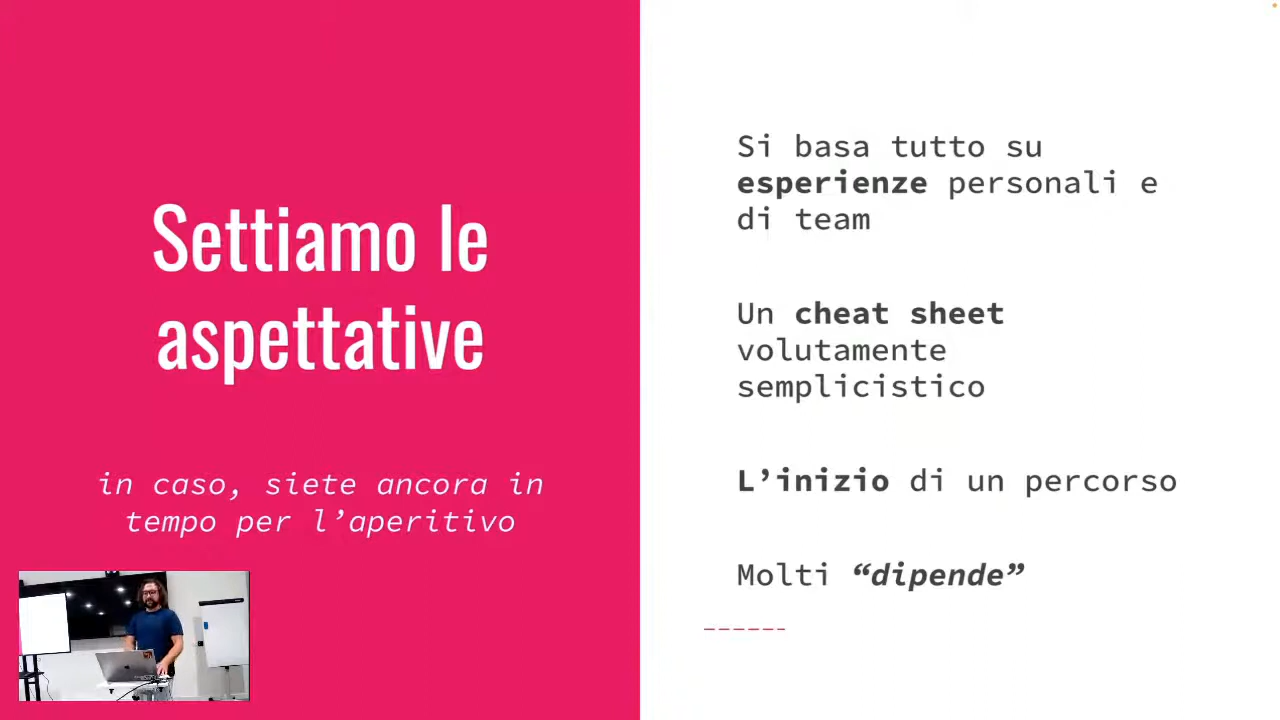 Settiamo le
aspettative
in caso, siete ancora in
tempo per l’aperitivo
Si basa tutto su
esperienze personali e
di team
Un cheat sheet
volutamente
semplicistico
L’inizio di un percorso
Molti “dipende”